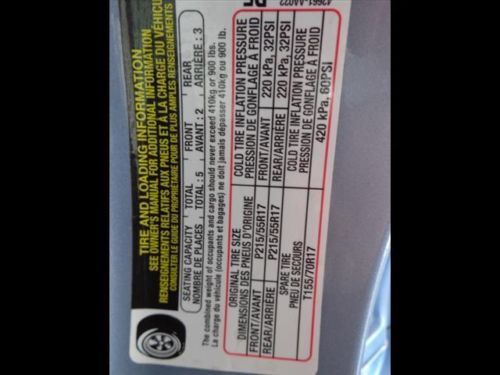 42661-AA022
TIRE AND LOADING INFORMATION
SEE OWNER'S MANUAL FOR ADDITIONAL INFORMATION
RENSEIGNEMENTS RELATIFS AUX PNEUS ET À LA CHARGE DU VÉHICULE
CONSULTER LE GUIDE DU PROPRIÉTAIRE POUR DE PLUS AMPLES RENSEIGNEMENTS
SEATING CAPACITY TOTAL FRONT REAR
NOMBRE DE PLACES TOTAL : 5 AVANT : 2 ARRIÈRE : 3
The combined weight of occupants and cargo should never exceed 410kg or 900 lb.
La charge du véhicule (occupants et bagages) ne doit jamais dépasser 410kg ou 900 lb.
ORIGINAL TIRE SIZE COLD TIRE INFLATION PRESSURE
DIMENSIONS DES PNEUS D'ORIGINE PRESSION DE GONFLAGE À FROID
FRONT/AVANT P215/55R17 FRONT/AVANT 220 kPa, 32PSI
REAR/ARRIÈRE P215/55R17 REAR/ARRIÈRE 220 kPa, 32PSI
SPARE TIRE COLD TIRE INFLATION PRESSURE
PNEU DE SECOURS PRESSION DE GONFLAGE À FROID
T155/70R17 420 kPa, 60PSI